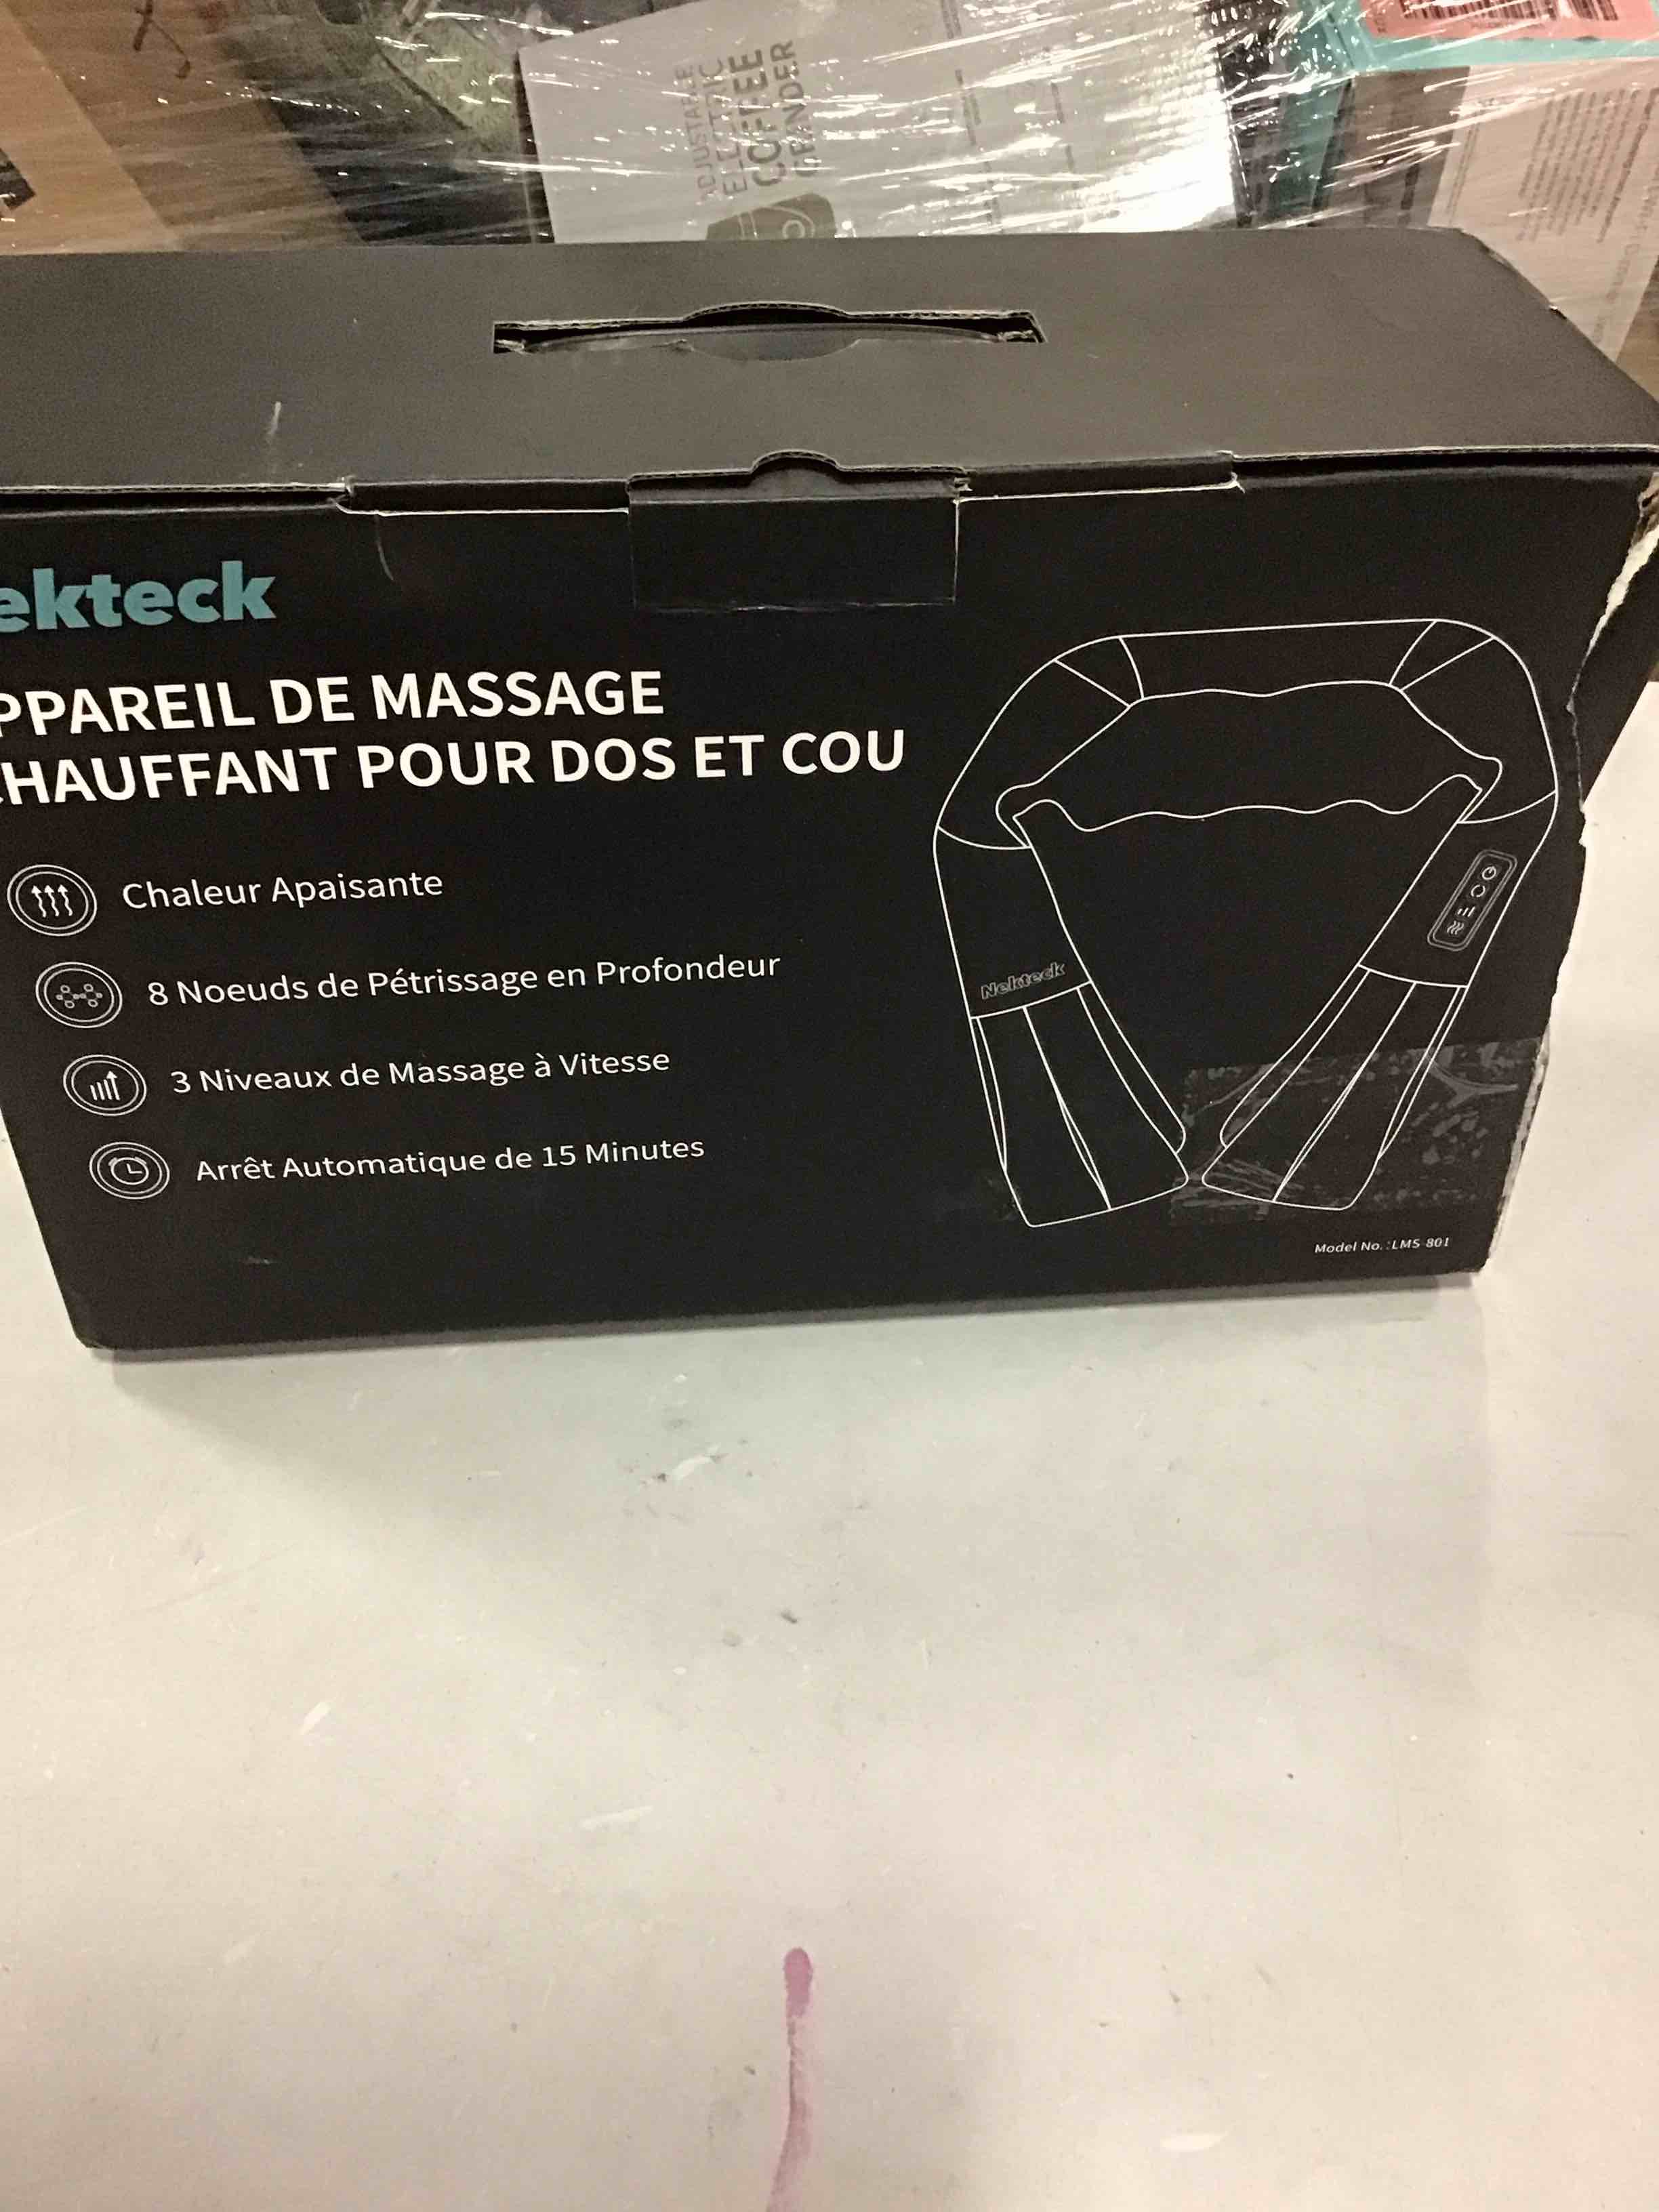 ADJUSTABLE
ELECTRIC
COFFEE
GRINDER
ekteck
PPAREIL DE MASSAGE
CHAUFFANT POUR DOS ET COU
Chaleur Apaisante
8 Noeuds de Pétrissage en Profondeur
3 Niveaux de Massage à Vitesse
Arrêt Automatique de 15 Minutes
Nekteck
Model No.:LMS-801